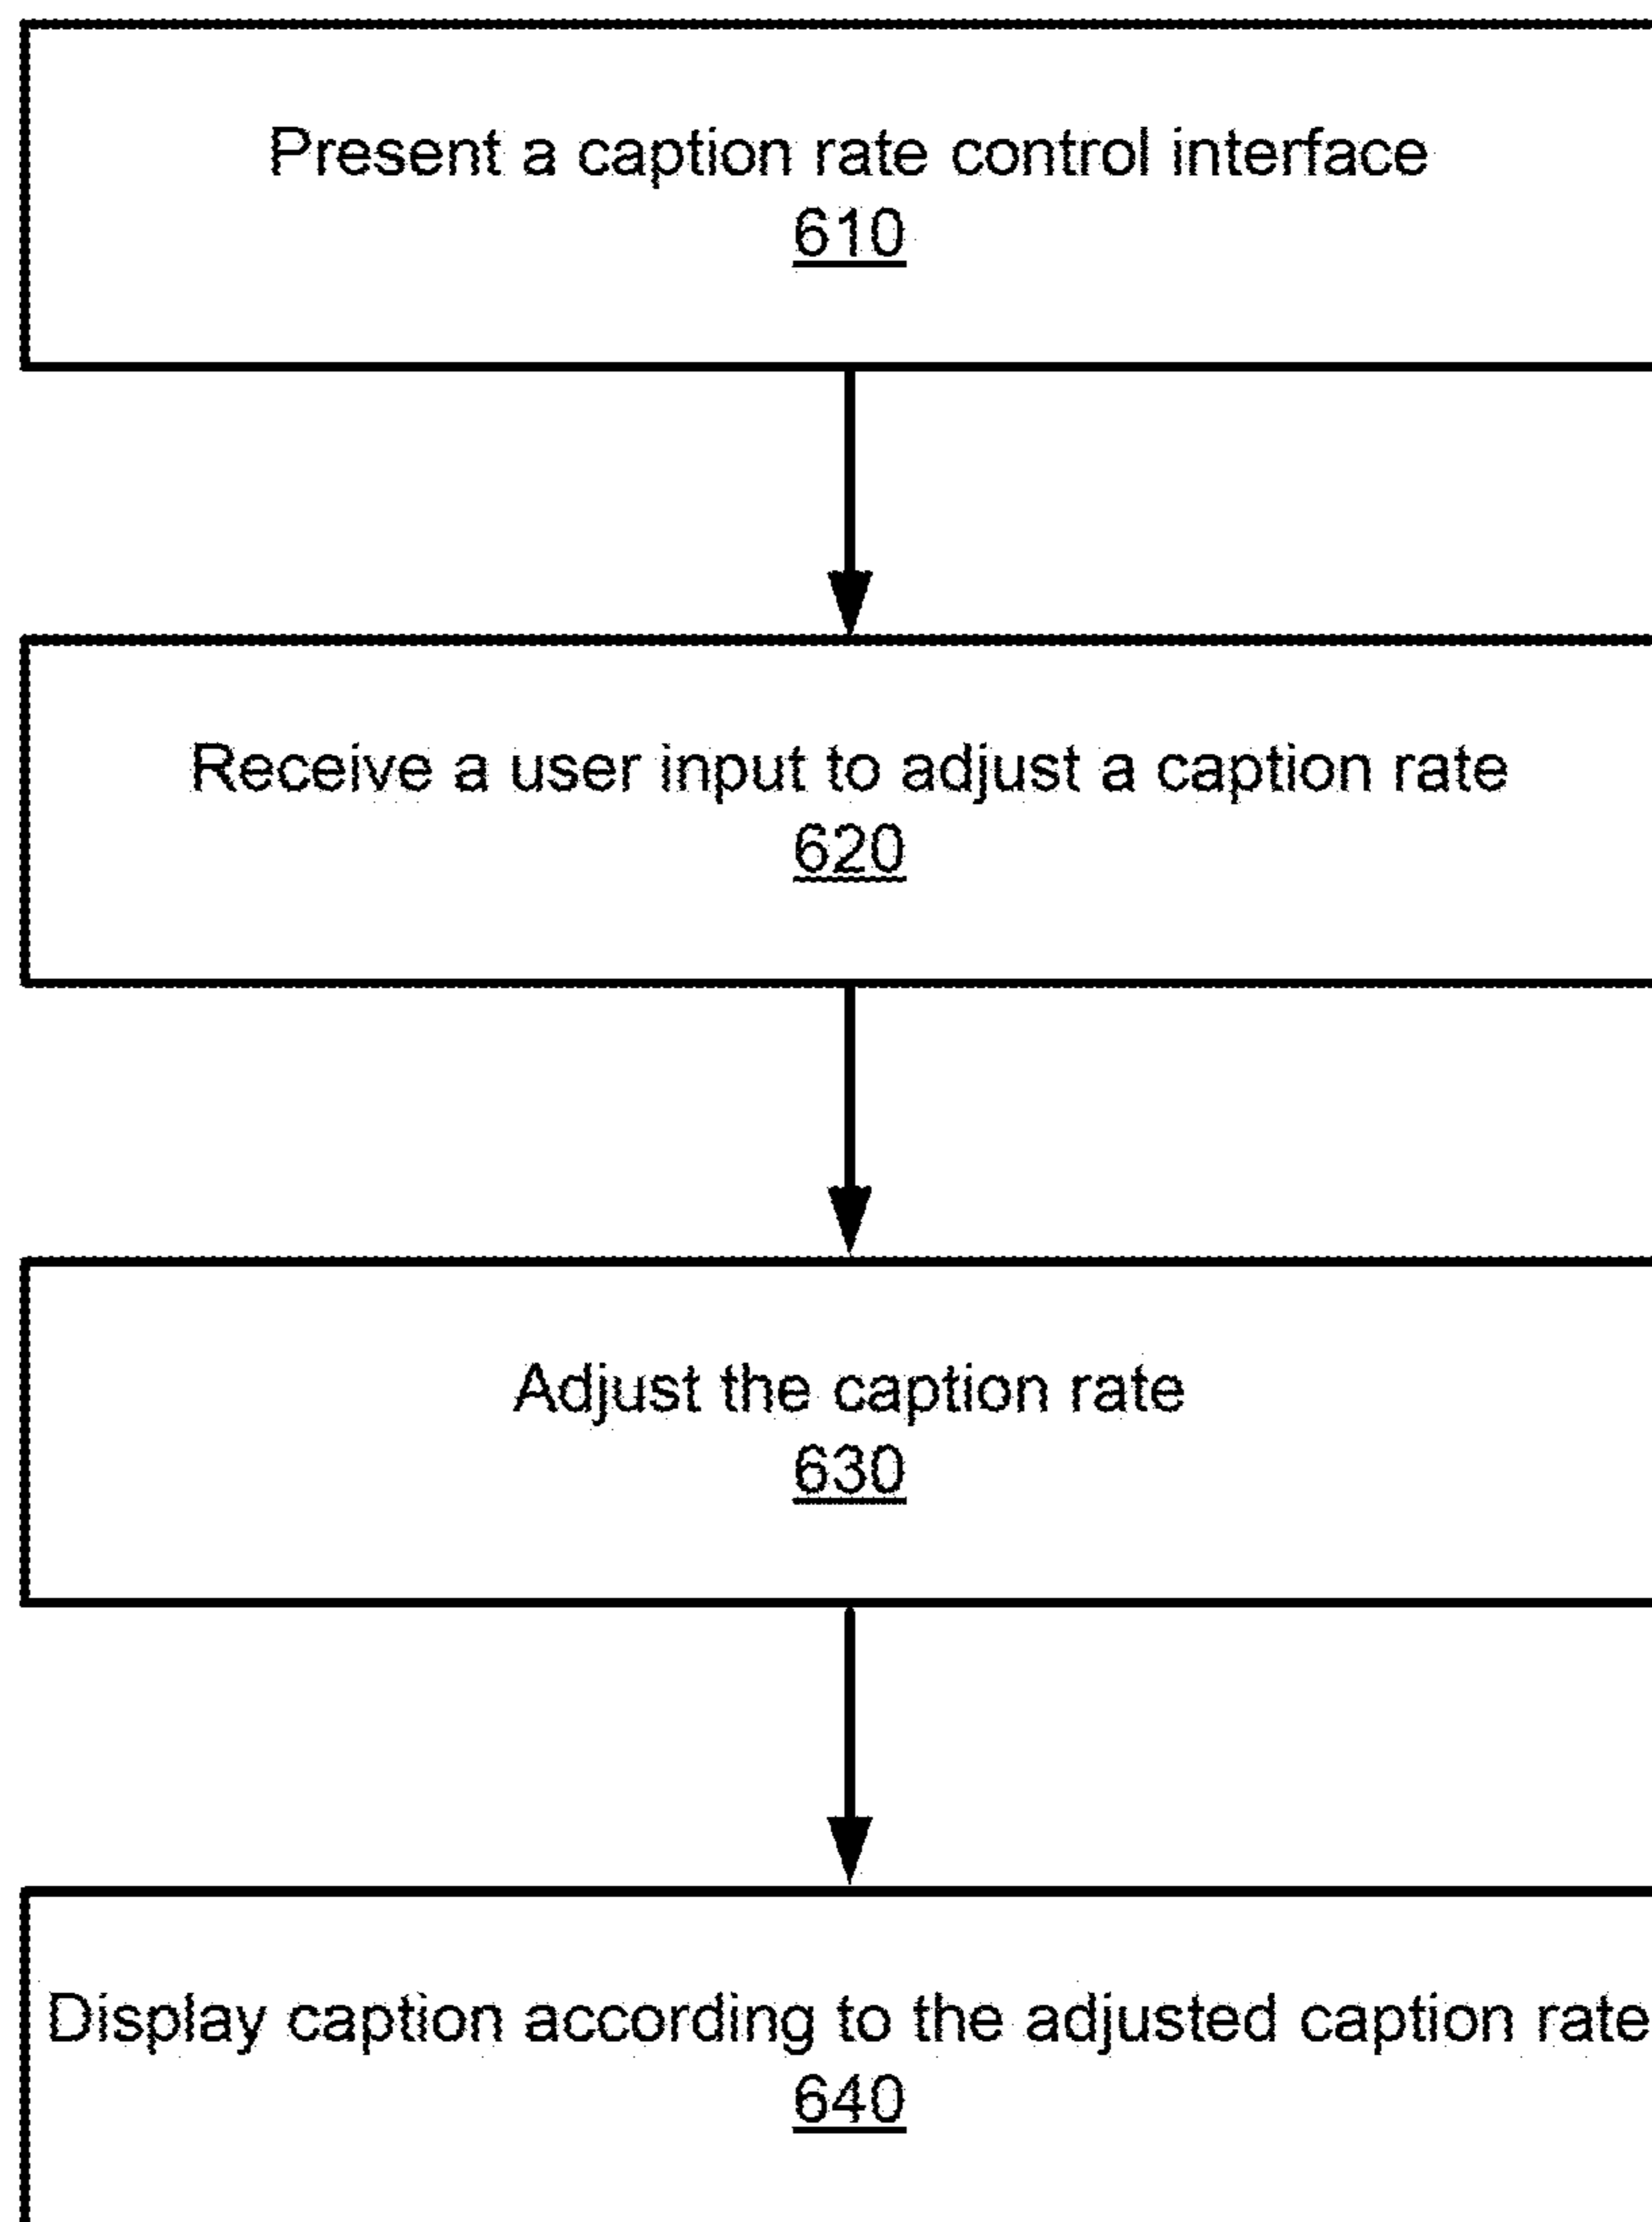 Present a caption rate control interface
610
Receive a user input to adjust a caption rate
620
Adjust the caption rate
630
Display caption according to the adjusted caption rate
640